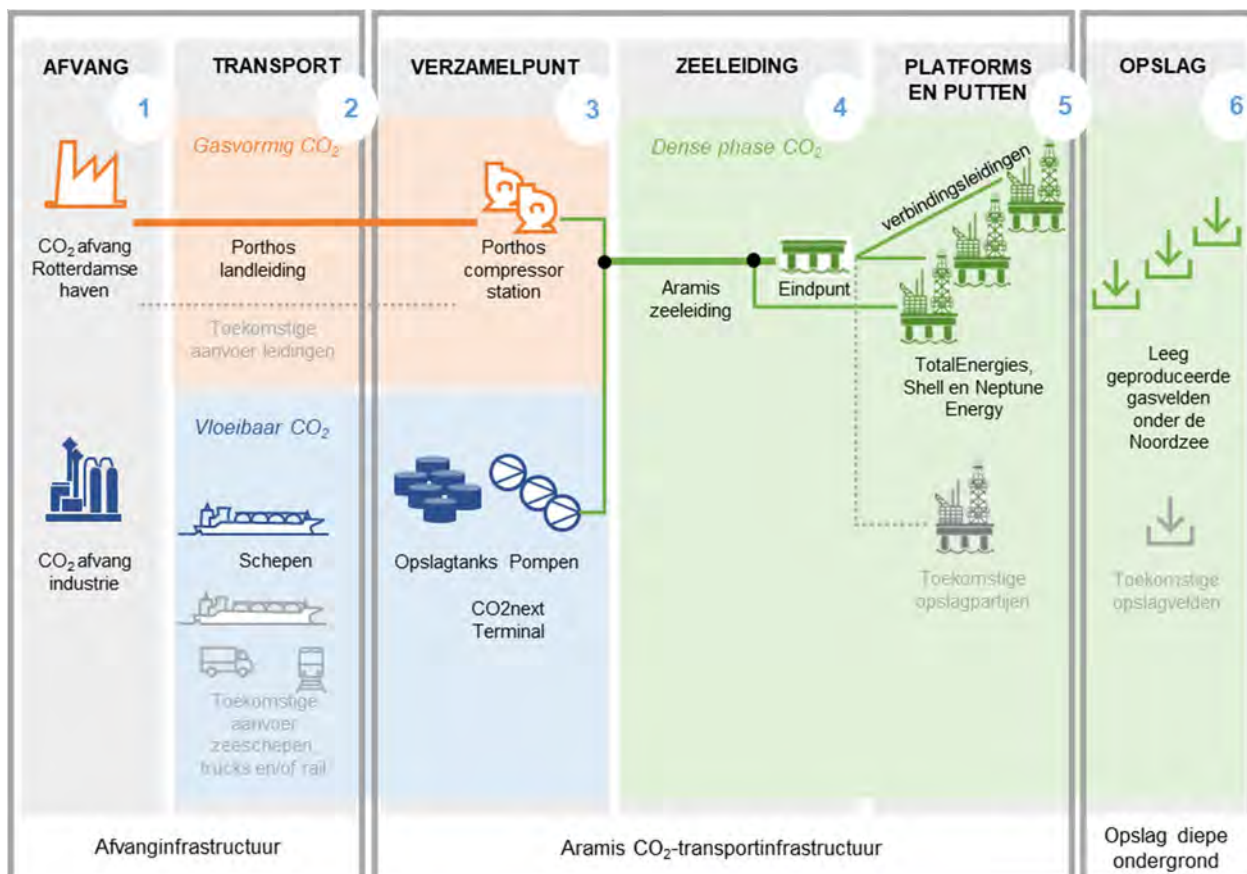 AFVANG
1
TRANSPORT
2
VERZAMELPUNT
3
ZEELEIDING
4
PLATFORMS
EN PUTTEN
5
OPSLAG
6
Gasvormig CO₂
Dense phase CO₂
verbindingsleidingen
CO₂ afvang
Rotterdamse
haven
Porthos
landleiding
Porthos
compressor
station
Aramis
zeeleiding
Eindpunt
Toekomstige
aanvoer leidingen
TotalEnergies,
Shell en Neptune
Energy
Leeg
geproduceerde
gasvelden
onder de
Noordzee
Vloeibaar CO₂
CO₂ afvang
industrie
Schepen
Opslagtanks
Pompen
CO2next
Terminal
Toekomstige
opslagpartijen
Toekomstige
opslagvelden
Toekomstige
aanvoer
zeeschepen,
trucks en/of rail
Afvanginfrastructuur
Aramis CO₂-transportinfrastructuur
Opslag diepe
ondergrond